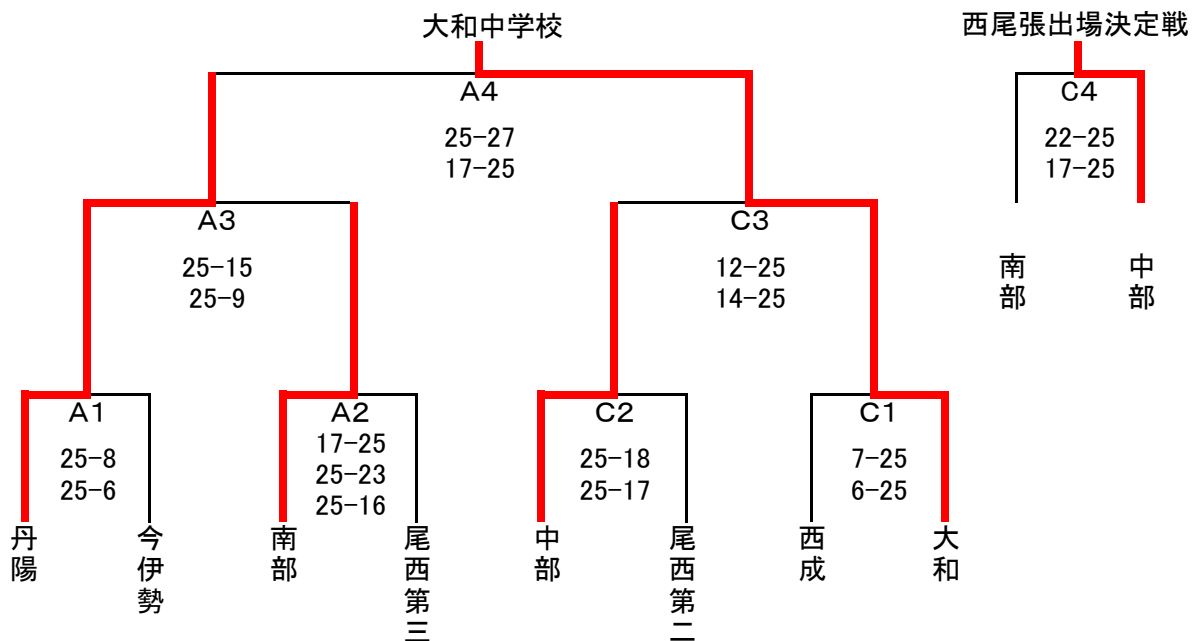 大和中学校
西尾張出場決定戦
A4
25-27
17-25
C4
22-25
17-25
南部
中部
A3
25-15
25-9
C3
12-25
14-25
A1
25-8
25-6
A2
17-25
25-23
25-16
C2
25-18
25-17
C1
7-25
6-25
丹陽
今伊勢
南部
尾西第三
中部
尾西第二
西成
大和